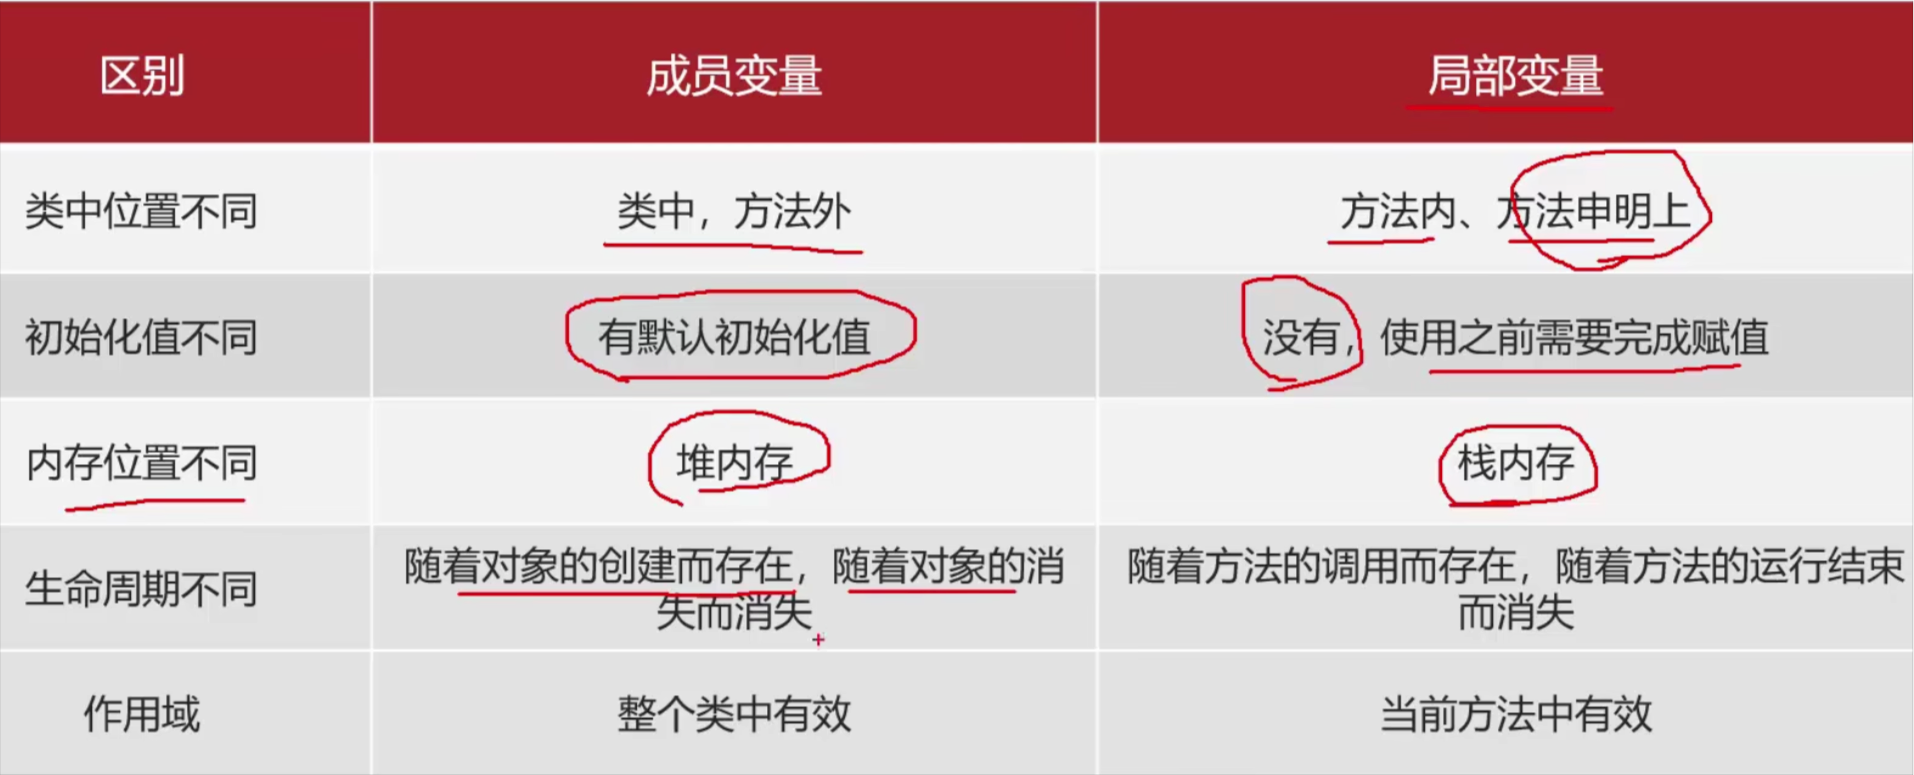 区别
成员变量
局部变量
类中位置不同
类中，方法外
方法内、方法申明上
初始化值不同
有默认初始化值
没有，使用之前需要完成赋值
内存位置不同
堆内存
栈内存
生命周期不同
随着对象的创建而存在，随着对象的消
失而消失
随着方法的调用而存在，随着方法的运行结束
而消失
作用域
整个类中有效
当前方法中有效